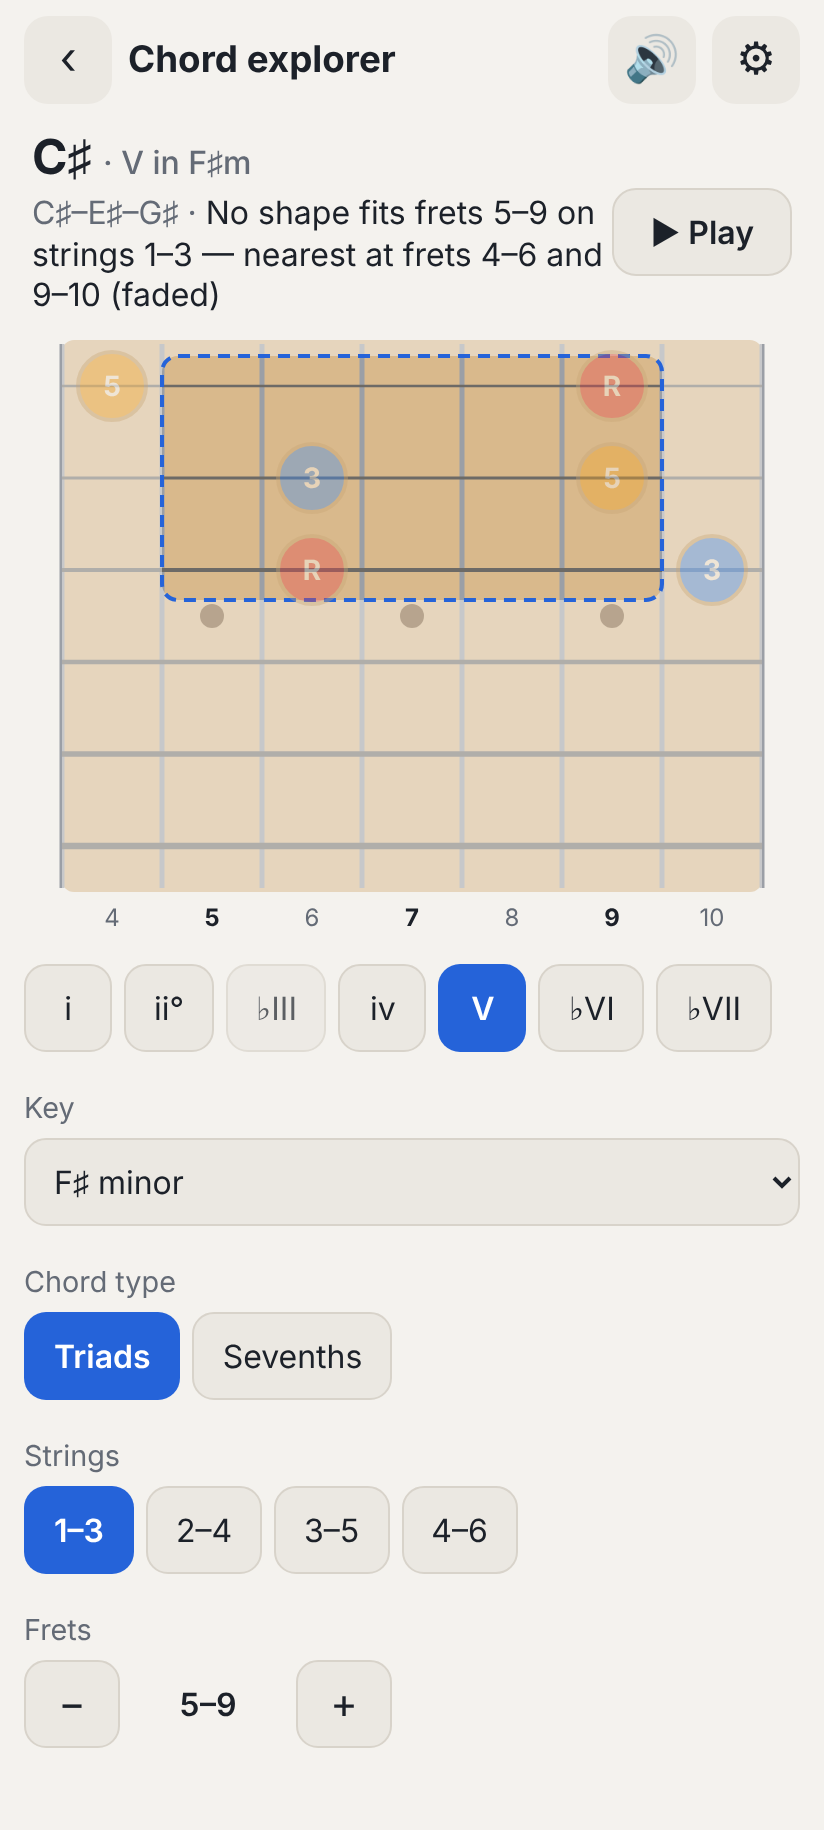 ‹ Chord explorer 🔊 ⚙
C♯ · V in F♯m
C♯–E♯–G♯ · No shape fits frets 5–9 on
strings 1–3 — nearest at frets 4–6 and
9–10 (faded)
▶ Play
5 R
3 5
R 3
4 5 6 7 8 9 10
i ii° ♭III iv V ♭VI ♭VII
Key
F♯ minor
Chord type
Triads Sevenths
Strings
1–3 2–4 3–5 4–6
Frets
− 5–9 +